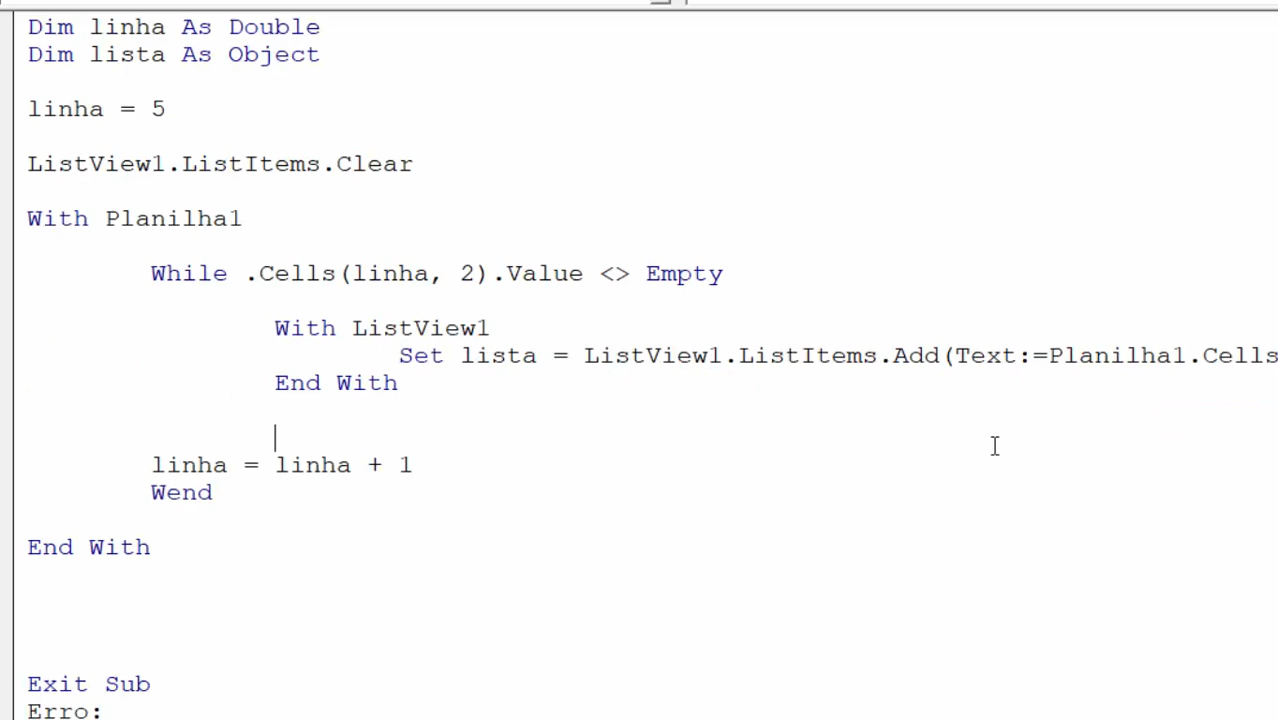 Dim linha As Double
Dim lista As Object
linha = 5
ListView1.ListItems.Clear
With Planilha1
While .Cells(linha, 2).Value <> Empty
With ListView1
Set lista = ListView1.ListItems.Add(Text:=Planilha1.Cells
End With
linha = linha + 1
Wend
End With
Exit Sub
Erro: